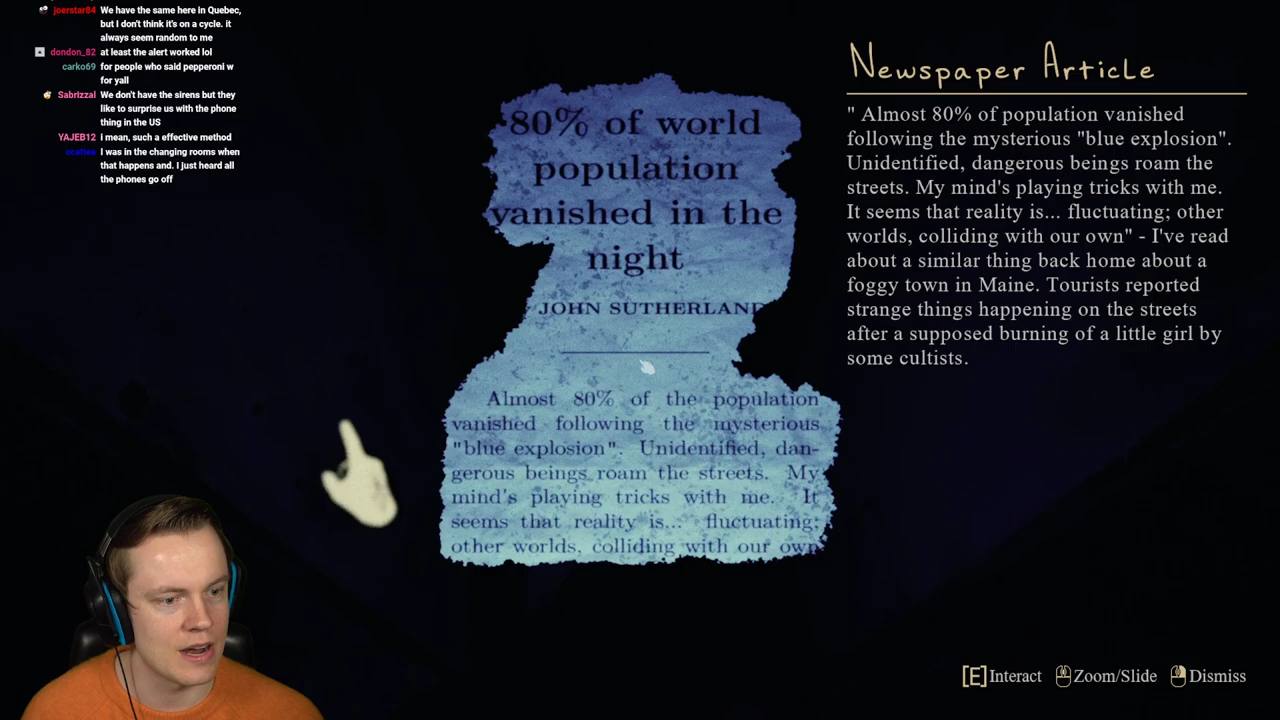 joerstar84 We have the same here in Quebec,
but I don't think it's on a cycle. it
always seem random to me
dondon_82 at least the alert worked lol
carko69 for people who said pepperoni w
for yall
Sabrizzal We don't have the sirens but they
like to surprise us with the phone
thing in the US
YAJEB12 i mean, such a effective method
I was in the changing rooms when
that happens and. I just heard all
the phones go off
80% of world
population
vanished in the
night
JOHN SUTHERLAND
Almost 80% of the population
vanished following the mysterious
"blue explosion". Unidentified, dan-
gerous beings roam the streets. My
mind's playing tricks with me. It
seems that reality is... fluctuating;
other worlds, colliding with our own
Newspaper Article
" Almost 80% of population vanished
following the mysterious "blue explosion".
Unidentified, dangerous beings roam the
streets. My mind's playing tricks with me.
It seems that reality is... fluctuating; other
worlds, colliding with our own" - I've read
about a similar thing back home about a
foggy town in Maine. Tourists reported
strange things happening on the streets
after a supposed burning of a little girl by
some cultists.
[E]Interact Zoom/Slide Dismiss